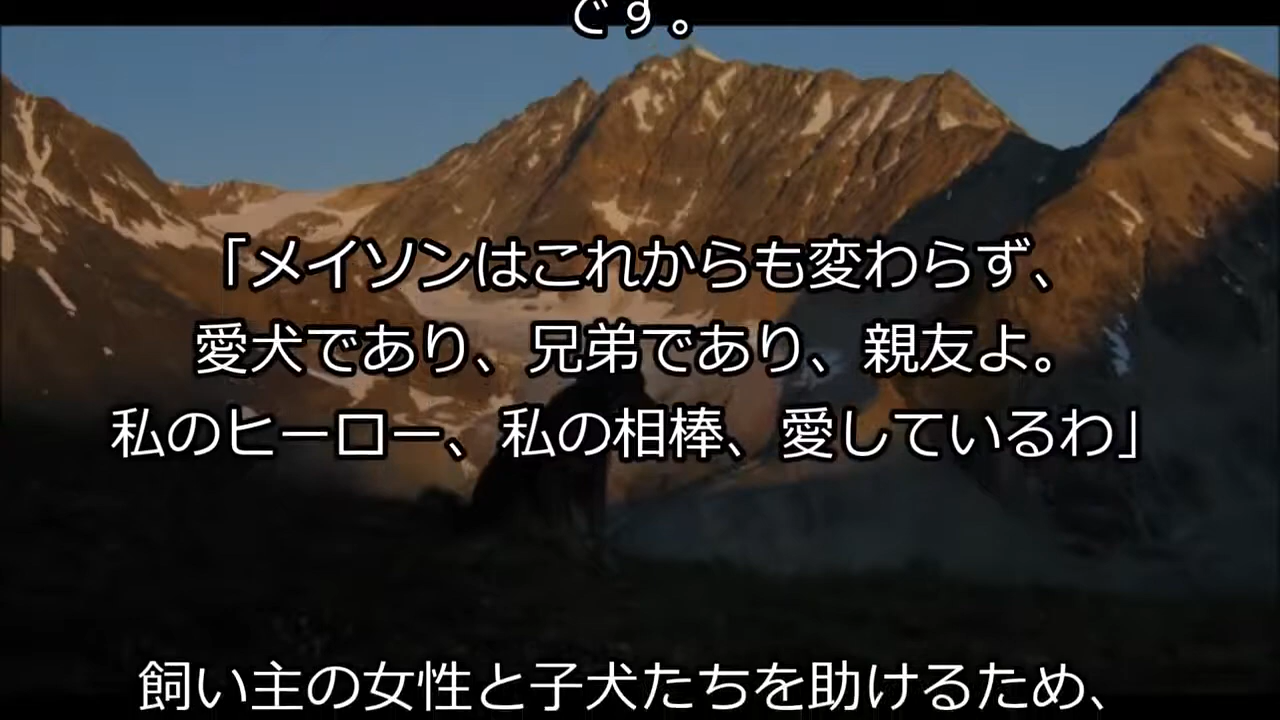 です。
「メイソンはこれからも変わらず、
愛犬であり、兄弟であり、親友よ。
私のヒーロー、私の相棒、愛しているわ」
飼い主の女性と子犬たちを助けるため、